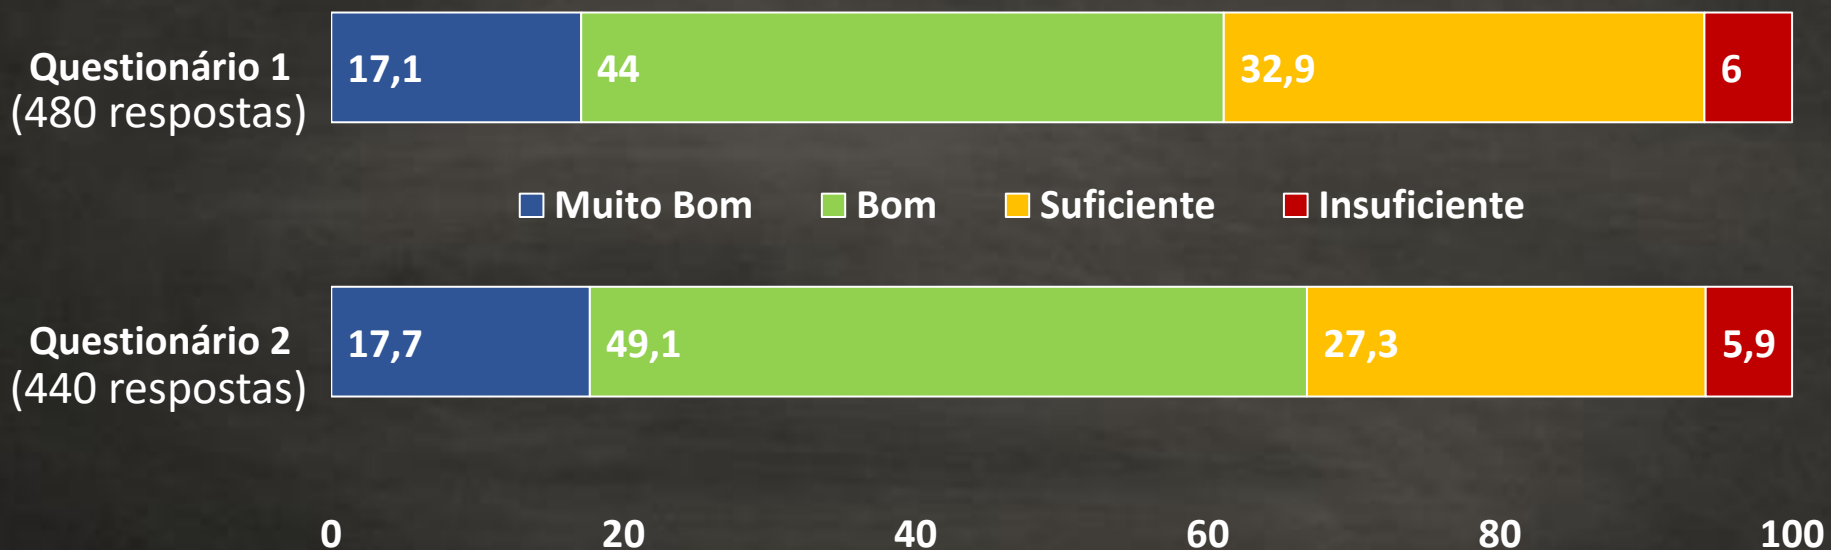 Questionário 1
(480 respostas)
17,1 44 32,9 6
Muito Bom Bom Suficiente Insuficiente
Questionário 2
(440 respostas)
17,7 49,1 27,3 5,9
0 20 40 60 80 100